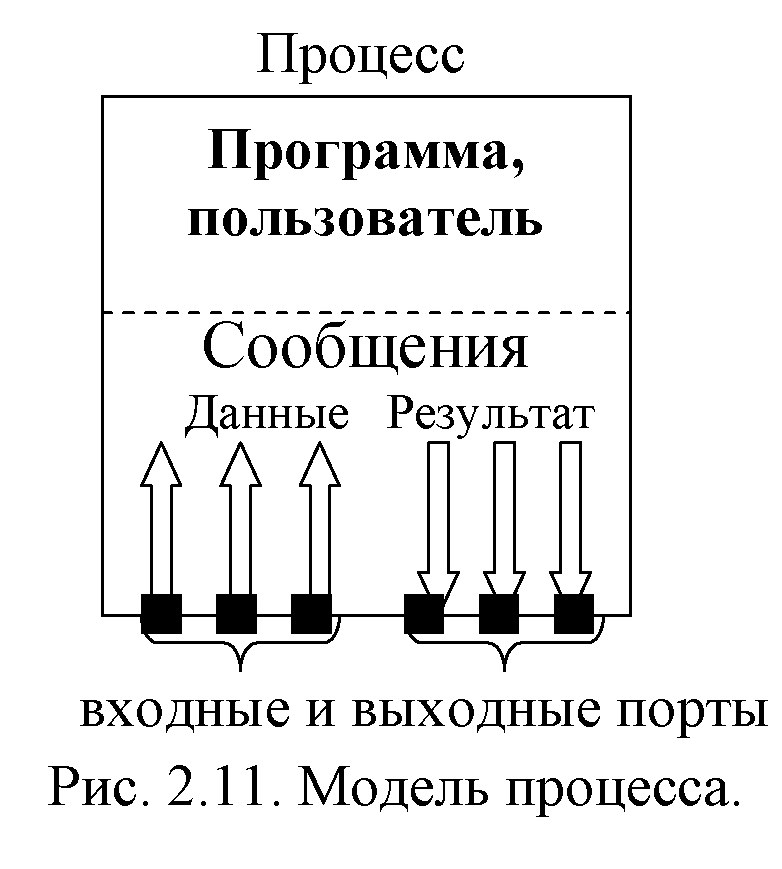 Процесс
Программа,
пользователь
Сообщения
Данные Результат
входные и выходные порты
Рис. 2.11. Модель процесса.